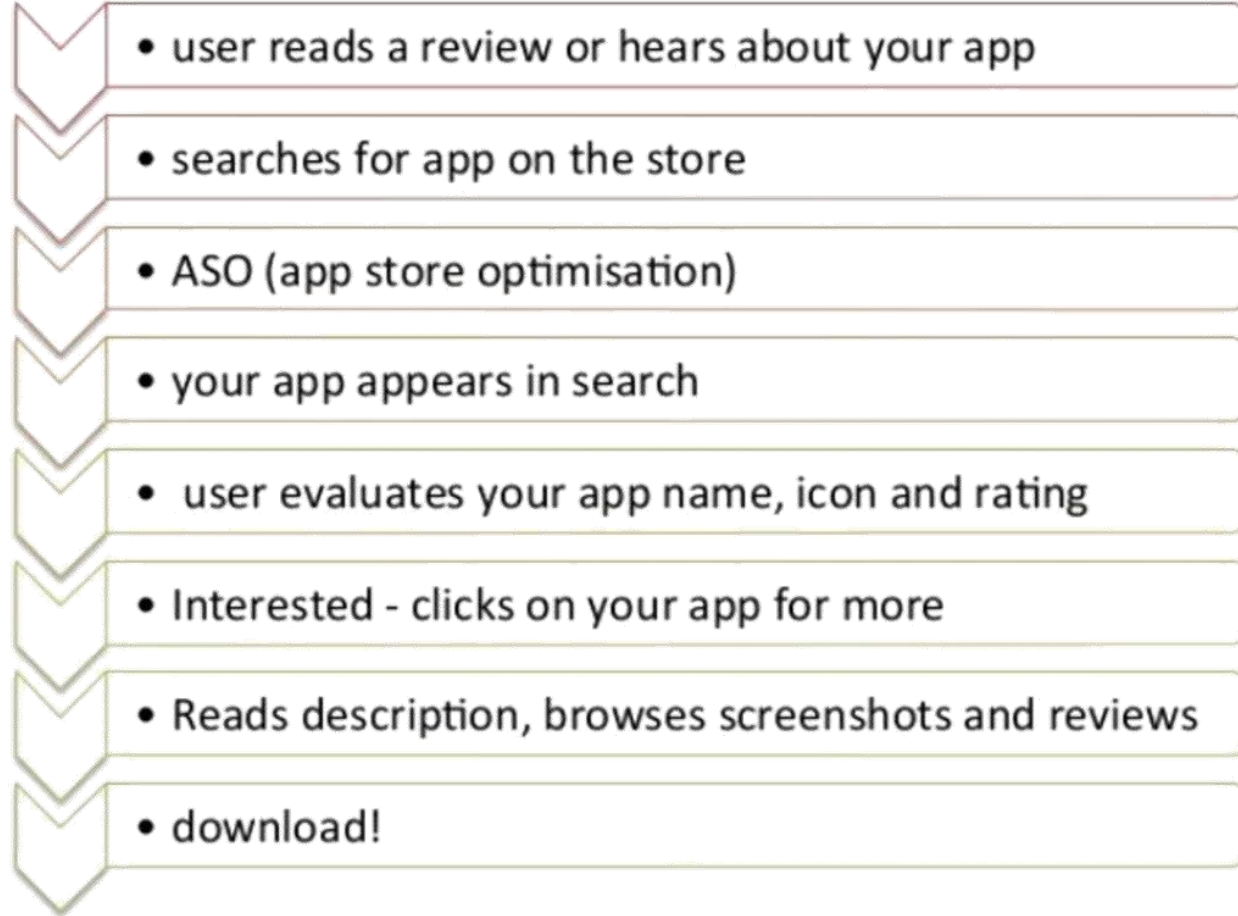 • user reads a review or hears about your app
• searches for app on the store
• ASO (app store optimisation)
• your app appears in search
• user evaluates your app name, icon and rating
• Interested - clicks on your app for more
• Reads description, browses screenshots and reviews
• download!